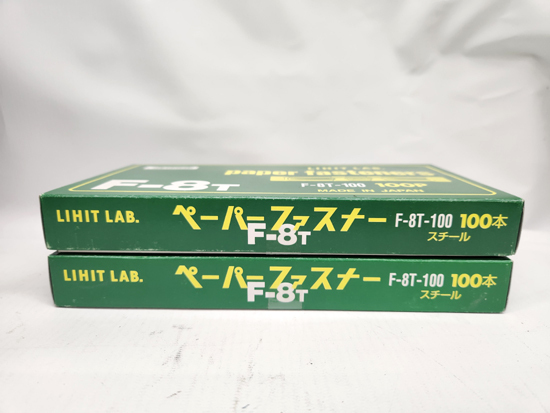 LIHIT LAB.
paper fasteners
F-8T F-8T-100 100P
MADE IN JAPAN
LIHIT LAB. ペーパーファスナー F-8T-100 100本
F-8T スチール
LIHIT LAB. ペーパーファスナー F-8T-100 100本
F-8T スチール